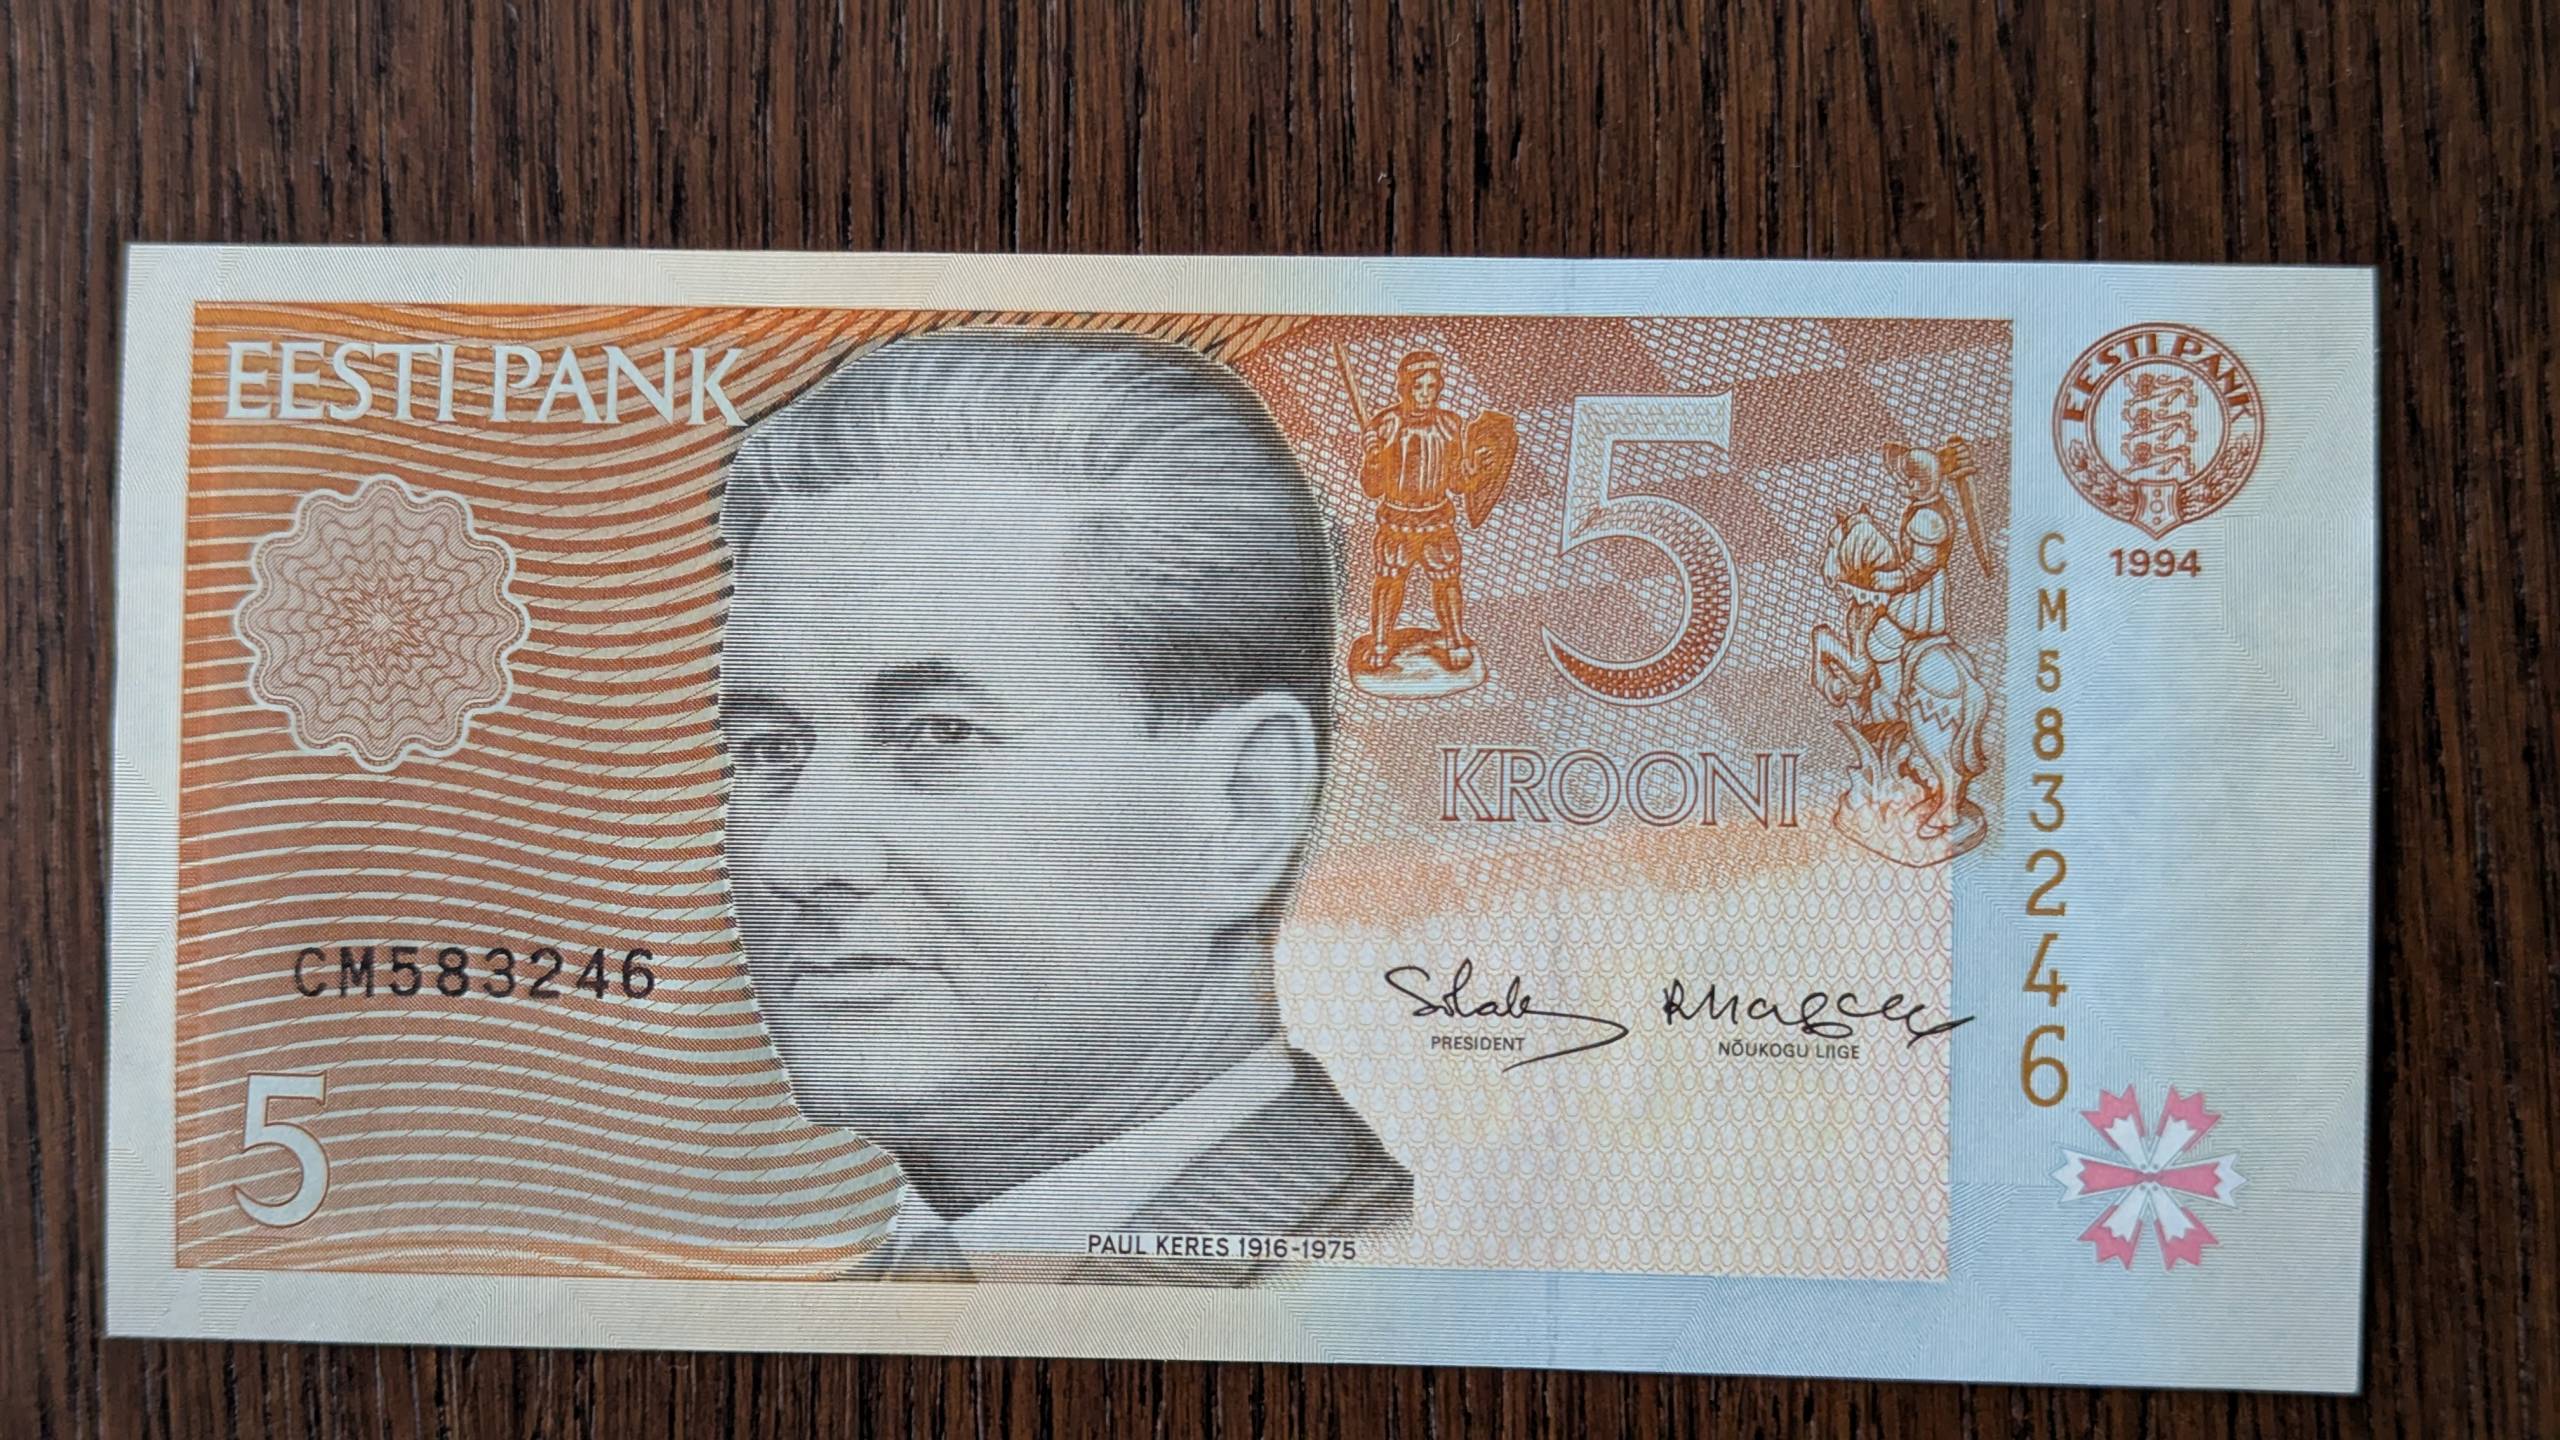 EESTI PANK
5
KROONI
EESTI PANK
1994
CM583246
CM583246
PRESIDENT
NÕUKOGU LIIGE
5
PAUL KERES 1916-1975